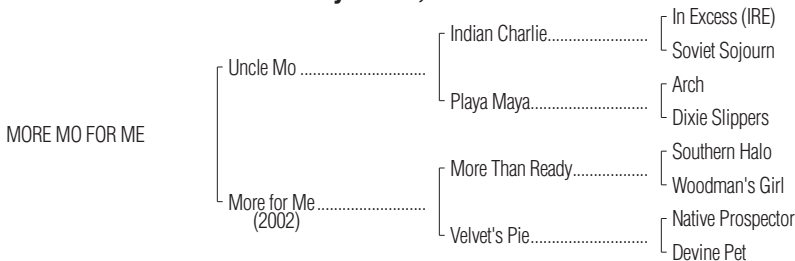 In Excess (IRE)
Indian Charlie........................
Soviet Sojourn
Uncle Mo ..............................
Arch
Playa Maya............................
Dixie Slippers
MORE MO FOR ME
Southern Halo
More Than Ready..................
Woodman's Girl
More for Me..........................
(2002)
Native Prospector
Velvet's Pie............................
Devine Pet